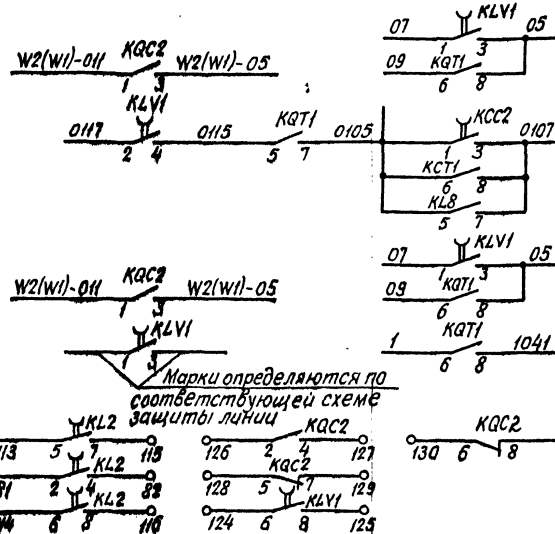 07 KLV1 05
1 3
09 KQT1
6 8
KQC2
W2(W1)-011 W2(W1)-05
1 3
KLV1
0117 0115 KQT1 0105 KCC2 0107
2 4 5 7 1 3
KCT1
6 8
KL8
5 7
07 KLV1 05
1 3
09 KQT1
6 8
KQC2
W2(W1)-011 W2(W1)-05
1 3
KLV1
1 3
1 KQT1 1041
6 8
Марки определяются по
соответствующей схеме
защиты линии
113 KL2 115
5 7
KL2 82
2 4
KL2 116
6 8
126 KQC2 127
2 4
128 KQC2 129
5 7
124 KLV1 125
6 8
KQC2
130 6 8